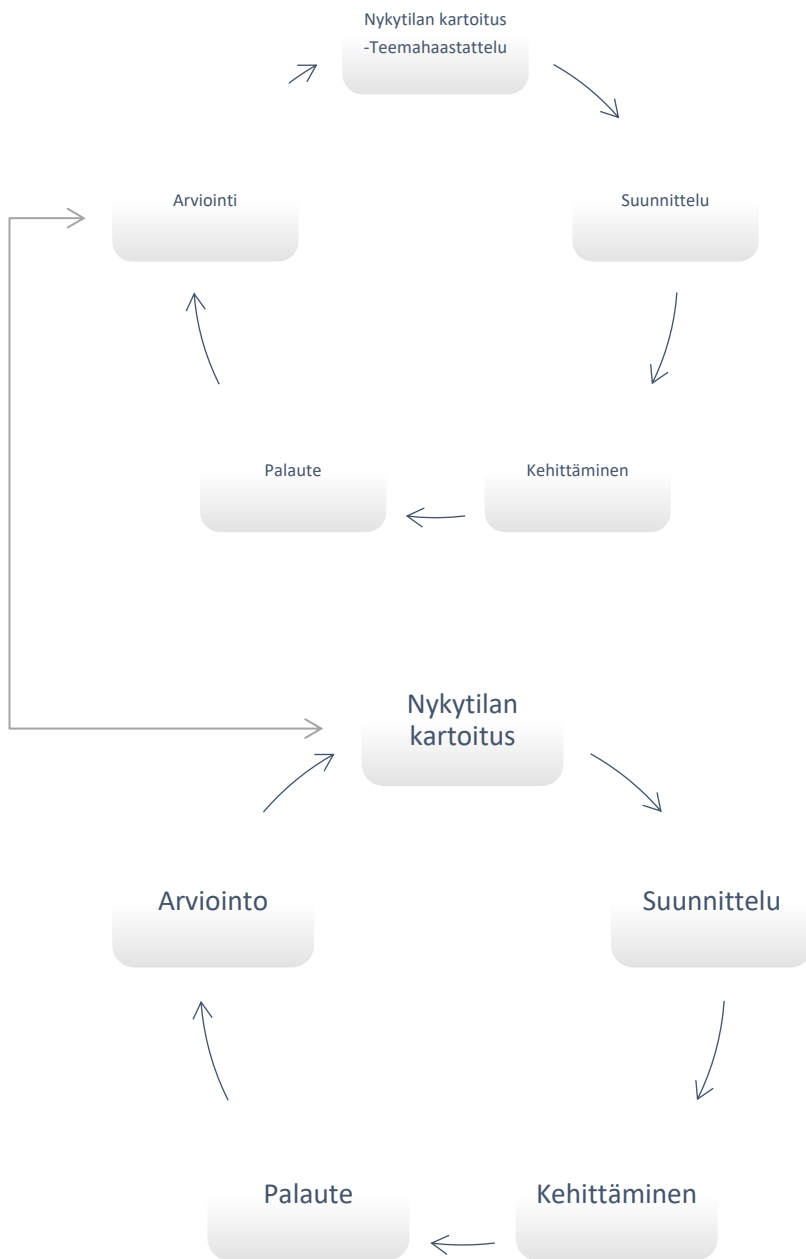 Nykytilan kartoitus
-Teemahaastattelu
Arviointi
Suunnittelu
Palaute
Kehittäminen
Nykytilan
kartoitus
Arviointo
Suunnittelu
Palaute
Kehittäminen